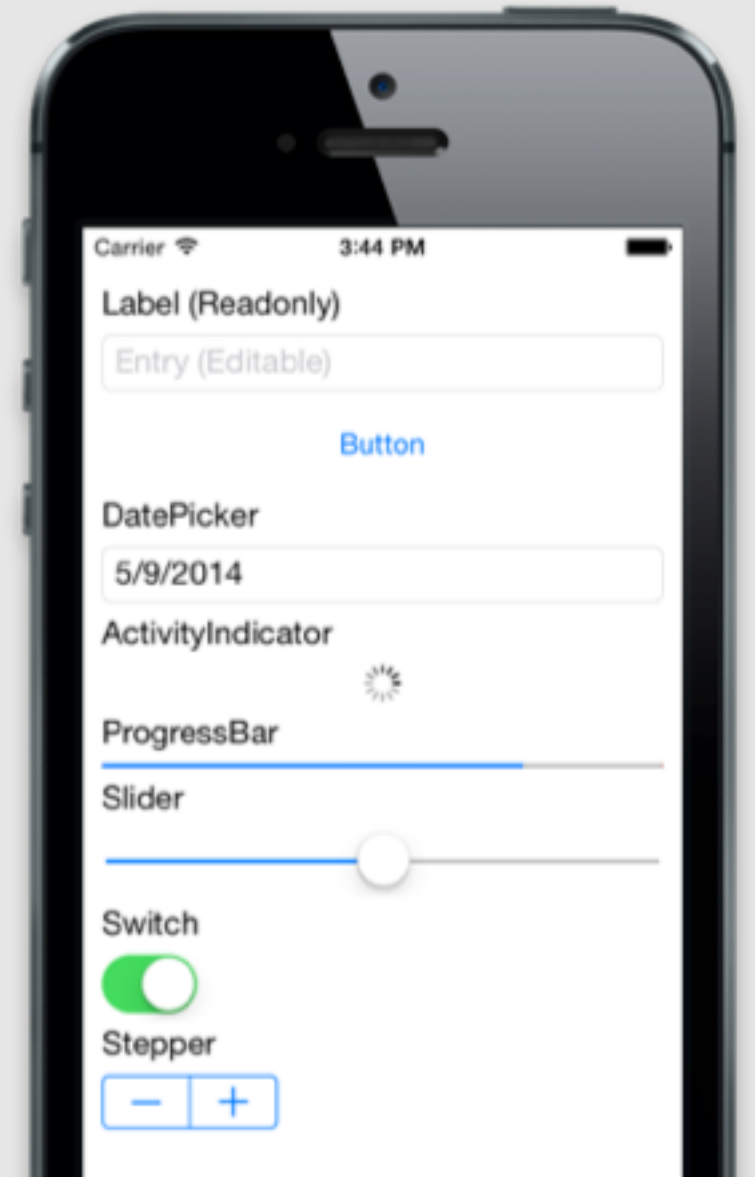 Carrier 3:44 PM
Label (Readonly)
Entry (Editable)
Button
DatePicker
5/9/2014
ActivityIndicator
ProgressBar
Slider
Switch
Stepper
− +